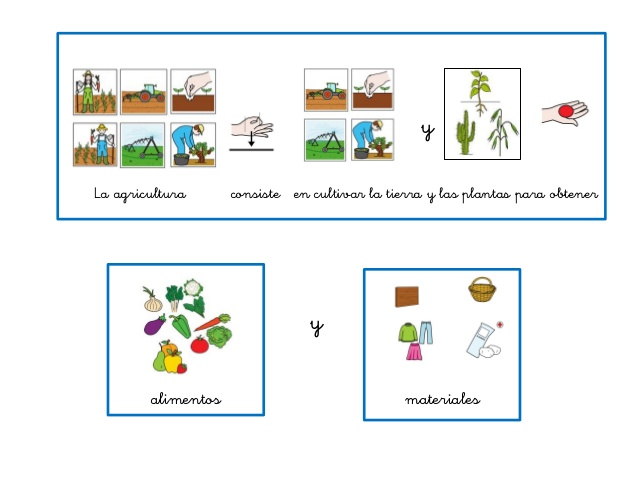 y
La agricultura consiste en cultivar la tierra y las plantas para obtener
y
alimentos
materiales